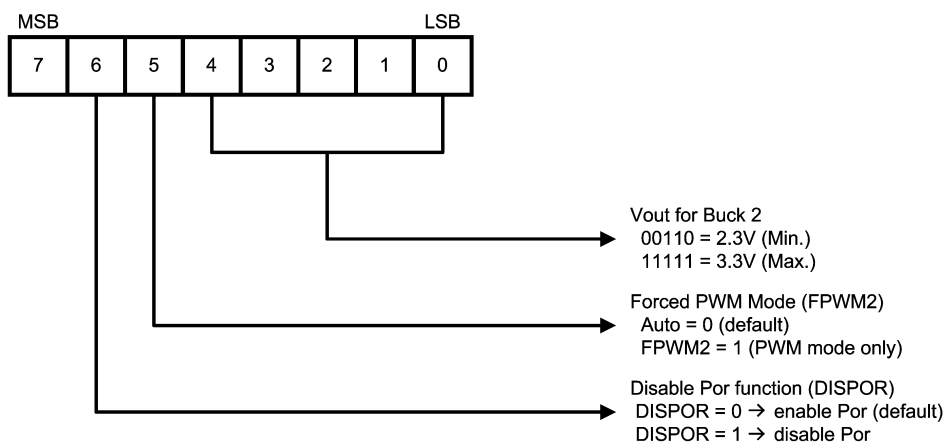 MSB LSB
7 6 5 4 3 2 1 0
Vout for Buck 2
00110 = 2.3V (Min.)
11111 = 3.3V (Max.)
Forced PWM Mode (FPWM2)
Auto = 0 (default)
FPWM2 = 1 (PWM mode only)
Disable Por function (DISPOR)
DISPOR = 0 → enable Por (default)
DISPOR = 1 → disable Por